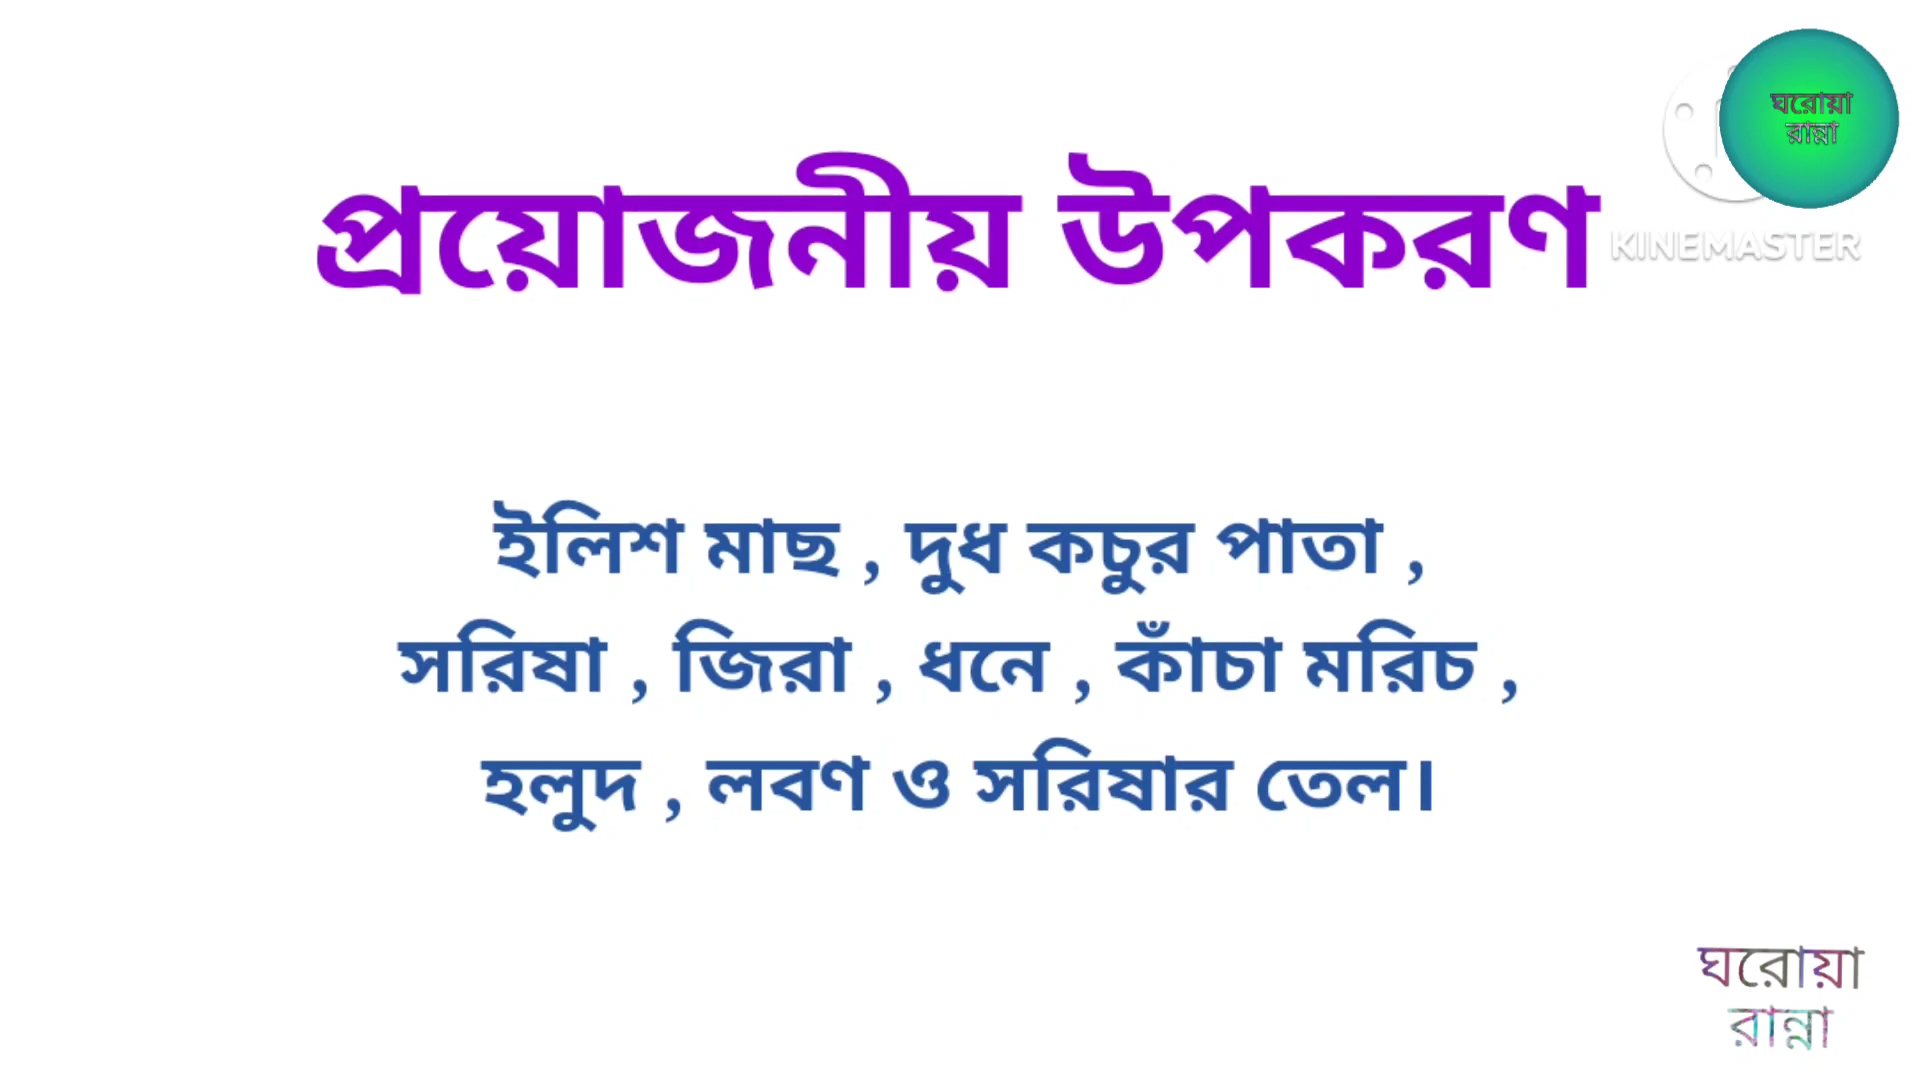 ঘরোয়া
রান্না
KINEMASTER
প্রয়োজনীয় উপকরণ
ইলিশ মাছ , দুধ কচুর পাতা ,
সরিষা , জিরা , ধনে , কাঁচা মরিচ ,
হলুদ , লবণ ও সরিষার তেল।
ঘরোয়া
রান্না